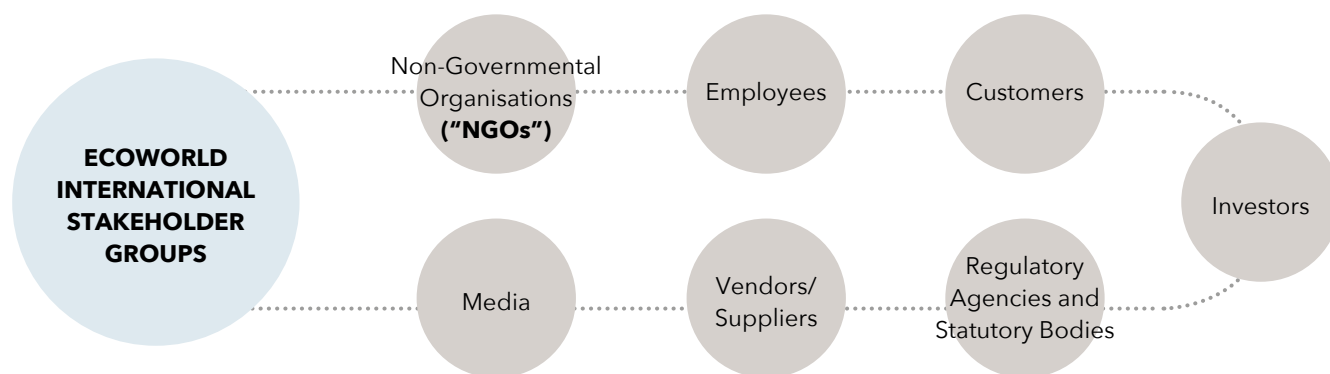 ECOWORLD
INTERNATIONAL
STAKEHOLDER
GROUPS
Non-Governmental
Organisations
(“NGOs”)
Employees
Customers
Investors
Media
Vendors/
Suppliers
Regulatory
Agencies and
Statutory Bodies